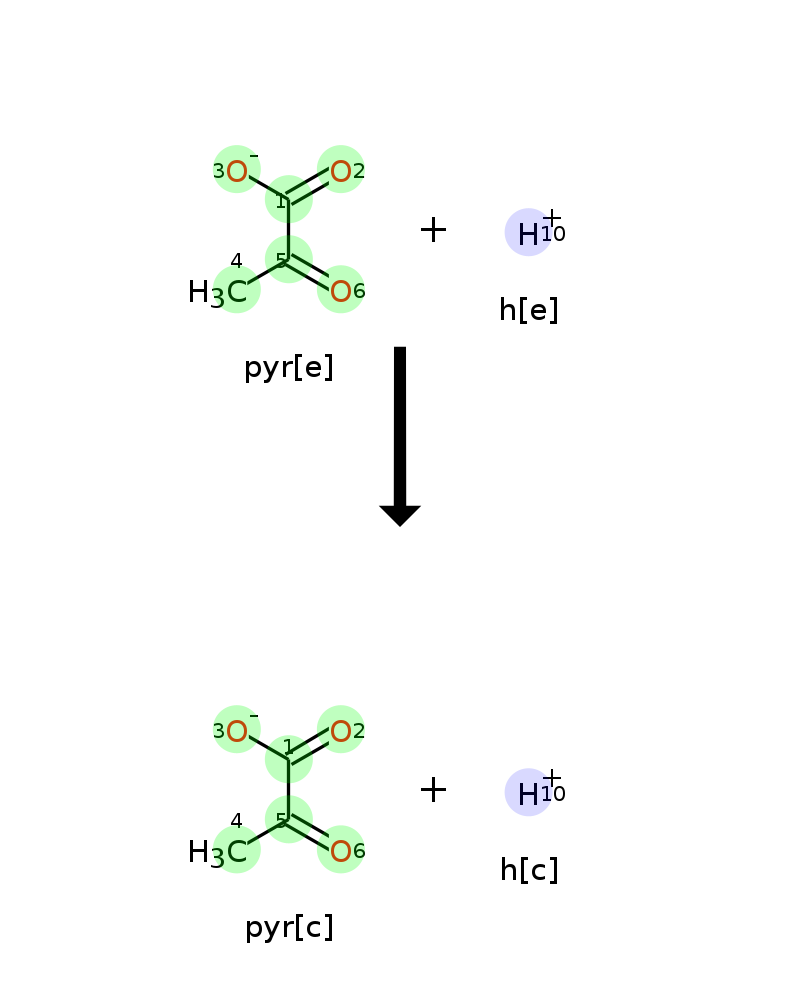 3O⁻ O2
1
4 5
H₃C O6
+ H⁺10
h[e]
pyr[e]
3O⁻ O2
1
4 5
H₃C O6
+ H⁺10
h[c]
pyr[c]